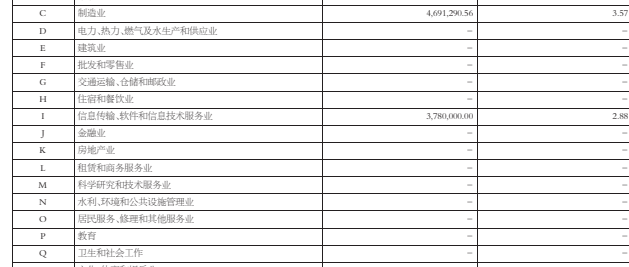 C 制造业 4,691,290.56 3.57
D 电力、热力、燃气及水生产和供应业 – –
E 建筑业 – –
F 批发和零售业 – –
G 交通运输、仓储和邮政业 – –
H 住宿和餐饮业 – –
I 信息传输、软件和信息技术服务业 3,780,000.00 2.88
J 金融业 – –
K 房地产业 – –
L 租赁和商务服务业 – –
M 科学研究和技术服务业 – –
N 水利、环境和公共设施管理业 – –
O 居民服务、修理和其他服务业 – –
P 教育 – –
Q 卫生和社会工作 – –